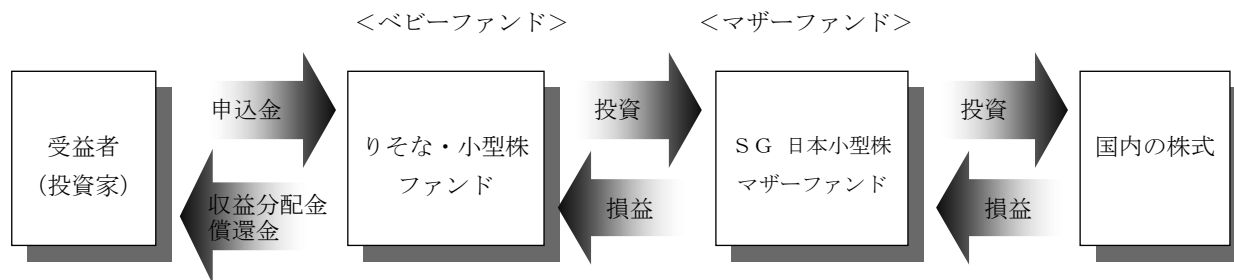 <ベビーファンド>
<マザーファンド>
受益者
(投資家)
申込金
収益分配金
償還金
りそな・小型株
ファンド
投資
損益
SG 日本小型株
マザーファンド
投資
損益
国内の株式